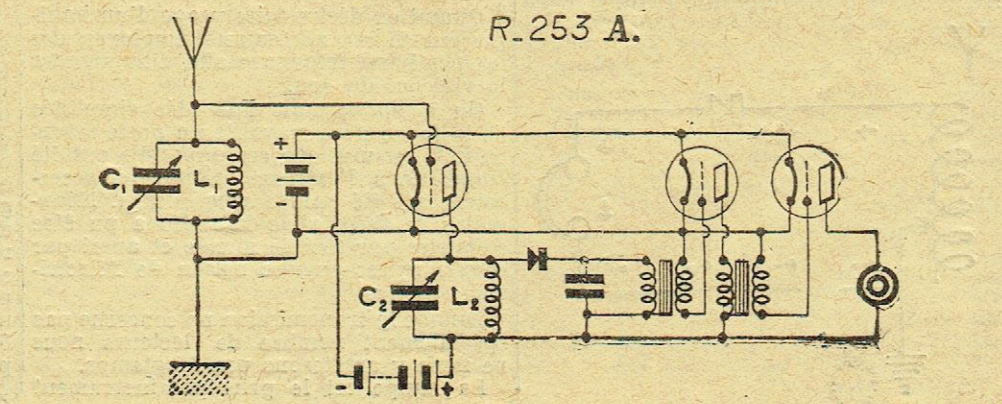 R_253 A.
+
C₁ L₁
-
C₂ L₂
- +